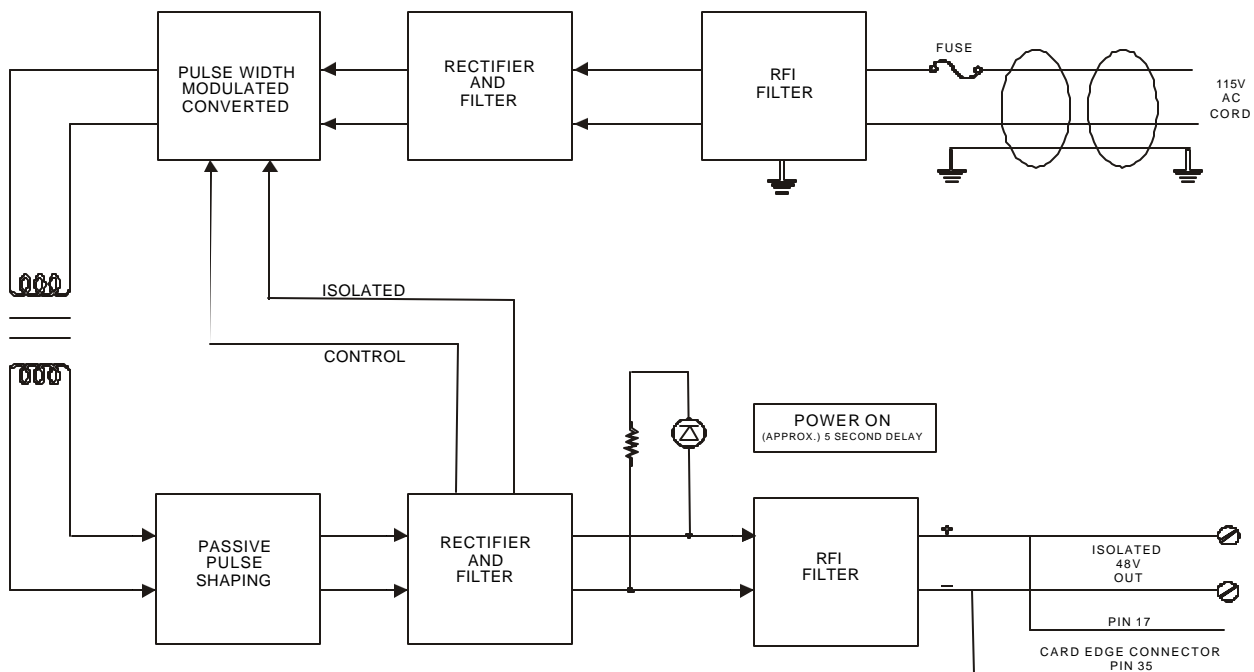 PULSE WIDTH
MODULATED
CONVERTED
RECTIFIER
AND
FILTER
RFI
FILTER
FUSE
115V
AC
CORD
ISOLATED
CONTROL
POWER ON
(APPROX.) 5 SECOND DELAY
PASSIVE
PULSE
SHAPING
RECTIFIER
AND
FILTER
RFI
FILTER
+
−
ISOLATED
48V
OUT
PIN 17
CARD EDGE CONNECTOR
PIN 35